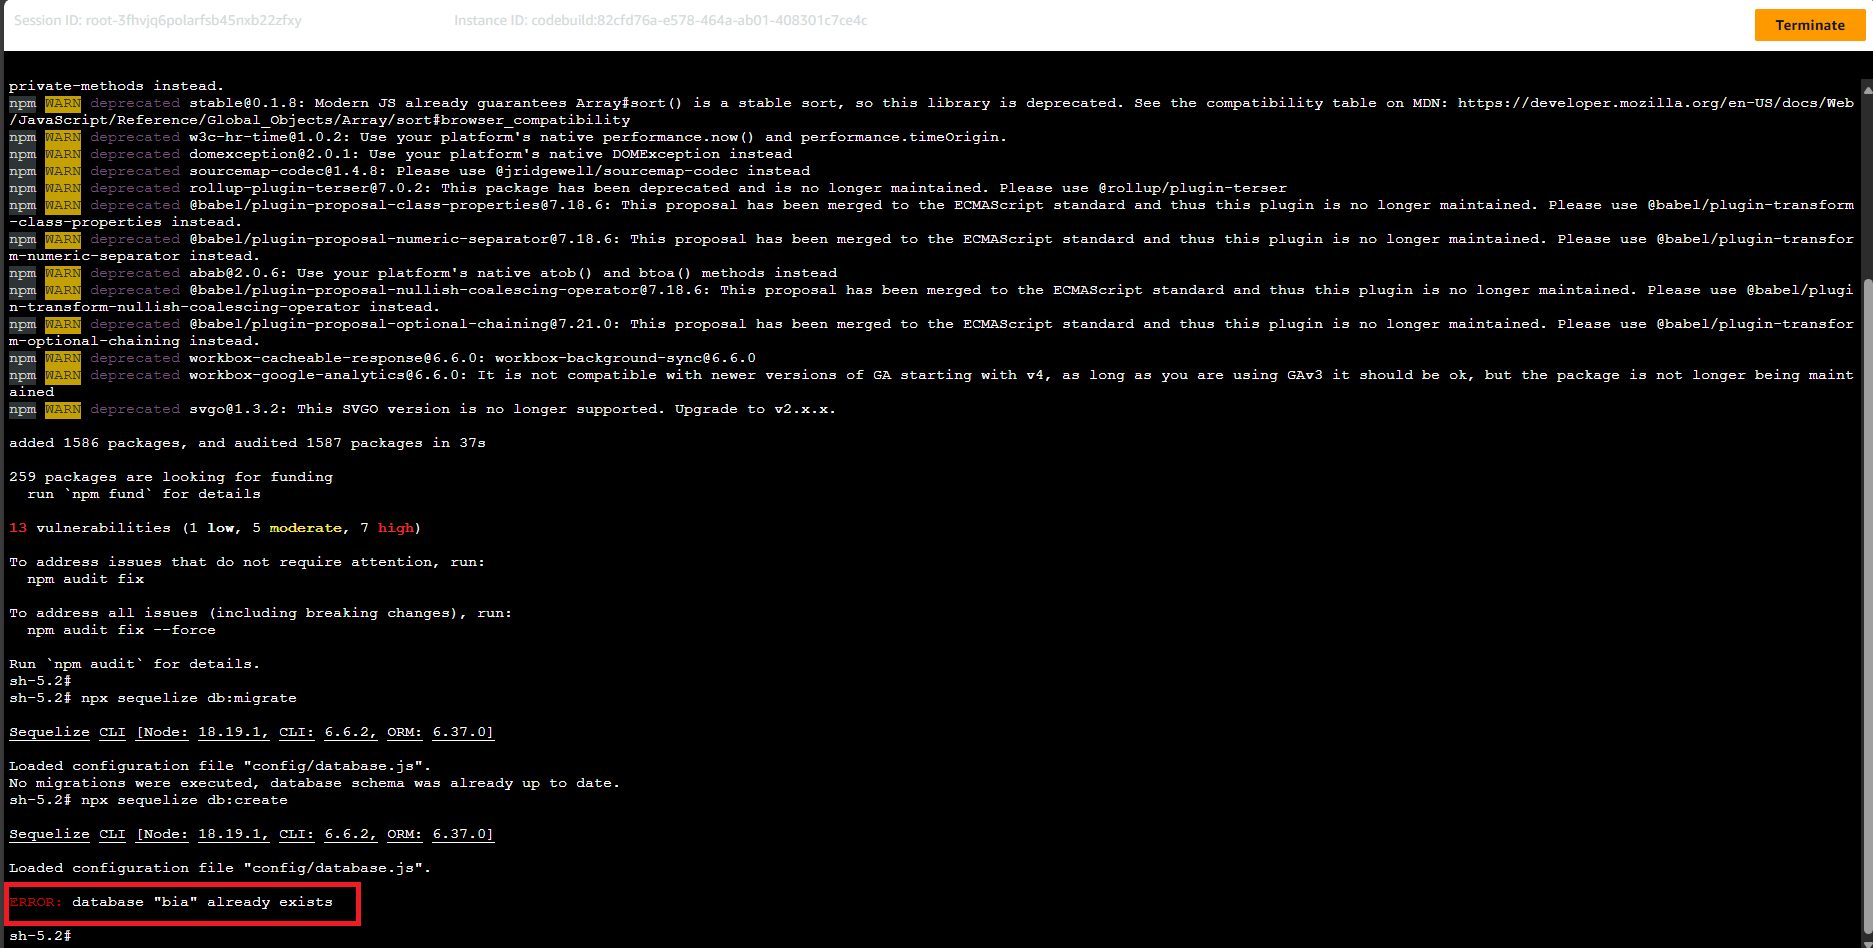 Session ID: root-3fhvjq6polarfsb45nxb22zfxy Instance ID: codebuild:82cfd76a-e578-464a-ab01-408301c7ce4c Terminate
private-methods instead.
npm WARN deprecated stable@0.1.8: Modern JS already guarantees Array#sort() is a stable sort, so this library is deprecated. See the compatibility table on MDN: https://developer.mozilla.org/en-US/docs/Web
/JavaScript/Reference/Global_Objects/Array/sort#browser_compatibility
npm WARN deprecated w3c-hr-time@1.0.2: Use your platform's native performance.now() and performance.timeOrigin.
npm WARN deprecated domexception@2.0.1: Use your platform's native DOMException instead
npm WARN deprecated sourcemap-codec@1.4.8: Please use @jridgewell/sourcemap-codec instead
npm WARN deprecated rollup-plugin-terser@7.0.2: This package has been deprecated and is no longer maintained. Please use @rollup/plugin-terser
npm WARN deprecated @babel/plugin-proposal-class-properties@7.18.6: This proposal has been merged to the ECMAScript standard and thus this plugin is no longer maintained. Please use @babel/plugin-transform
-class-properties instead.
npm WARN deprecated @babel/plugin-proposal-numeric-separator@7.18.6: This proposal has been merged to the ECMAScript standard and thus this plugin is no longer maintained. Please use @babel/plugin-transfor
m-numeric-separator instead.
npm WARN deprecated abab@2.0.6: Use your platform's native atob() and btoa() methods instead
npm WARN deprecated @babel/plugin-proposal-nullish-coalescing-operator@7.18.6: This proposal has been merged to the ECMAScript standard and thus this plugin is no longer maintained. Please use @babel/plugi
n-transform-nullish-coalescing-operator instead.
npm WARN deprecated @babel/plugin-proposal-optional-chaining@7.21.0: This proposal has been merged to the ECMAScript standard and thus this plugin is no longer maintained. Please use @babel/plugin-transfor
m-optional-chaining instead.
npm WARN deprecated workbox-cacheable-response@6.6.0: workbox-background-sync@6.6.0
npm WARN deprecated workbox-google-analytics@6.6.0: It is not compatible with newer versions of GA starting with v4, as long as you are using GAv3 it should be ok, but the package is not longer being maint
ained
npm WARN deprecated svgo@1.3.2: This SVGO version is no longer supported. Upgrade to v2.x.x.
added 1586 packages, and audited 1587 packages in 37s
259 packages are looking for funding
run `npm fund` for details
13 vulnerabilities (1 low, 5 moderate, 7 high)
To address issues that do not require attention, run:
npm audit fix
To address all issues (including breaking changes), run:
npm audit fix --force
Run `npm audit` for details.
sh-5.2#
sh-5.2# npx sequelize db:migrate
Sequelize CLI [Node: 18.19.1, CLI: 6.6.2, ORM: 6.37.0]
Loaded configuration file "config/database.js".
No migrations were executed, database schema was already up to date.
sh-5.2# npx sequelize db:create
Sequelize CLI [Node: 18.19.1, CLI: 6.6.2, ORM: 6.37.0]
Loaded configuration file "config/database.js".
ERROR: database "bia" already exists
sh-5.2#